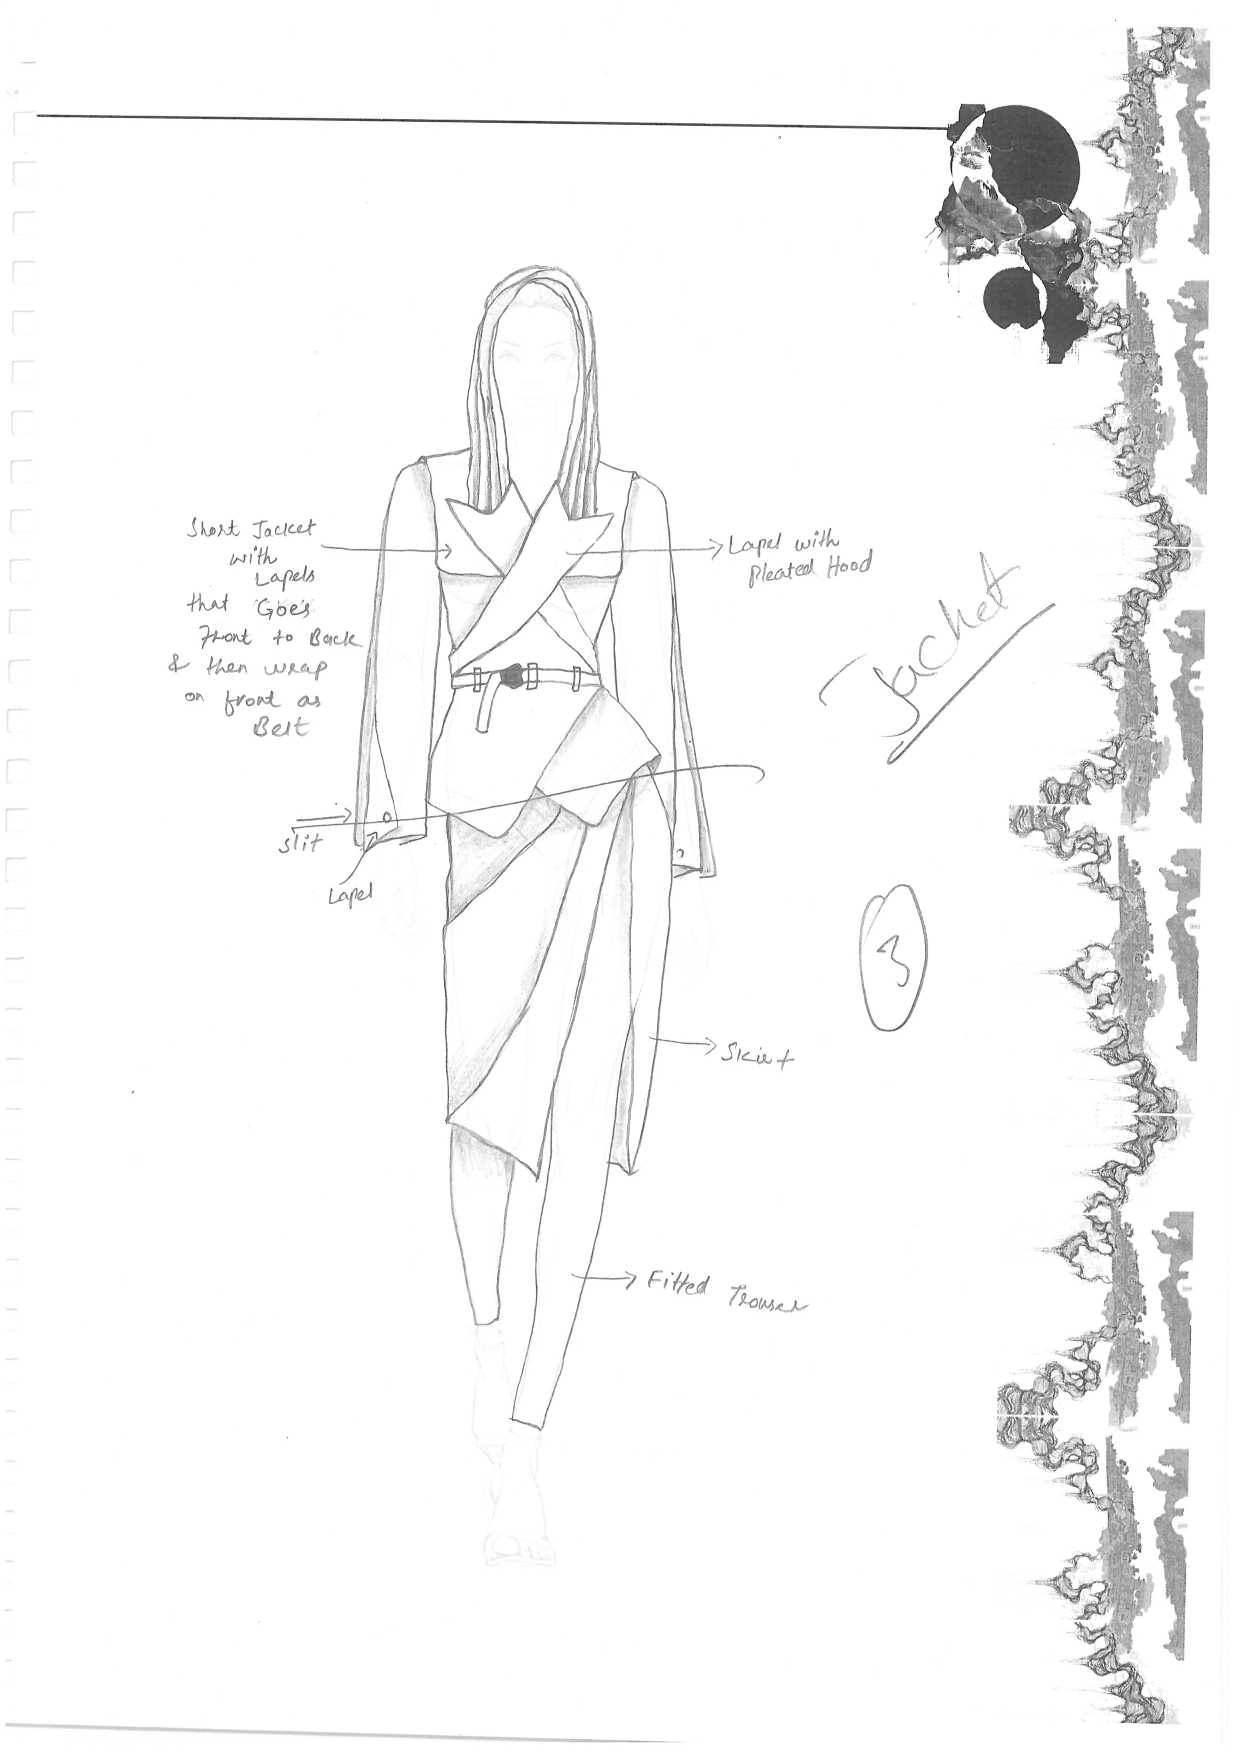 Short Jacket
with
Lapels
that Goes
Front to Back
& then wrap
on front as
Belt
Lapel with
Pleated Hood
Jacket
Slit
Lapel
3
Skirt
Fitted Trouser